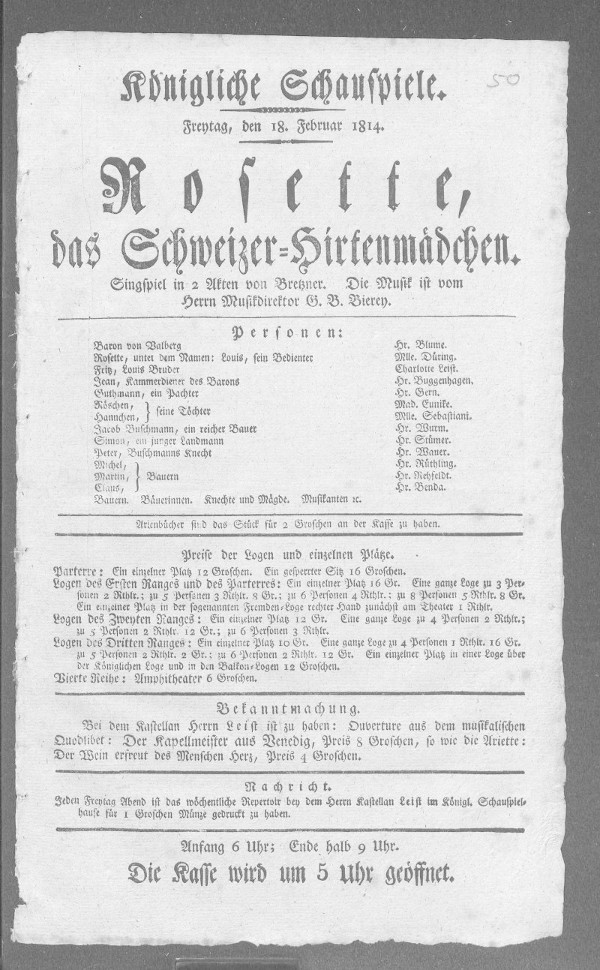 50
Königliche Schauspiele.
Freytag, den 18. Februar 1814.
Rosette,
das Schweizer-Hirtenmädchen.
Singspiel in 2 Akten von Bretzner. Die Musik ist vom
Herrn Musikdirektor G. B. Bierey.
Personen:
Baron von Walberg Hr. Blume.
Rosette, unter dem Namen: Louis, sein Bedienter Mlle. Düring.
Fritz, Louis Bruder Charlotte Leist.
Jean, Kammerdiener des Barons Hr. Buggenhagen.
Guthmann, ein Pachter Hr. Gern.
Röschen, Mad. Eunike.
seine Töchter
Hannchen, Mlle. Sebastiani.
Jacob Buschmann, ein reicher Bauer Hr. Wurm.
Simon, ein junger Landmann Hr. Stümer.
Peter, Buschmanns Knecht Hr. Wauer.
Michel, Hr. Rüthling.
Martin, Bauern Hr. Rehfeldt.
Claus, Hr. Benda.
Bauern. Bäuerinnen. Knechte und Mägde. Musikanten ꝛc.
Arienbücher sind das Stück für 2 Groschen an der Kasse zu haben.
Preise der Logen und einzelnen Plätze.
Parterre: Ein einzelner Platz 12 Groschen. Ein gesperrter Sitz 16 Groschen.
Logen des Ersten Ranges und des Parterres: Ein einzelner Platz 16 Gr. Eine ganze Loge zu 3 Per-
sonen 2 Rthlr.; zu 5 Personen 3 Rthlr. 8 Gr.; zu 6 Personen 4 Rthlr.; zu 8 Personen 5 Rthlr. 8 Gr.
Ein einzelner Platz in der sogenannten Fremden-Loge rechter Hand zunächst am Theater 1 Rthlr.
Logen des Zweyten Ranges: Ein einzelner Platz 12 Gr. Eine ganze Loge zu 4 Personen 2 Rthlr.;
zu 5 Personen 2 Rthlr. 12 Gr.; zu 6 Personen 3 Rthlr.
Logen des Dritten Ranges: Ein einzelner Platz 10 Gr. Eine ganze Loge zu 4 Personen 1 Rthlr. 16 Gr.
zu 5 Personen 2 Rthlr. 2 Gr.; zu 6 Personen 2 Rthlr. 12 Gr. Ein einzelner Platz in einer Loge über
der Königlichen Loge und in den Balkon-Logen 12 Groschen.
Vierte Reihe: Amphitheater 6 Groschen.
Bekanntmachung.
Bei dem Kastellan Herrn Leist ist zu haben: Ouverture aus dem musikalischen
Quodlibet: Der Kapellmeister aus Venedig, Preis 8 Groschen, so wie die Ariette:
Der Wein erfreut des Menschen Herz, Preis 4 Groschen.
Nachricht.
Jeden Freytag Abend ist das wöchentliche Repertoir bey dem Herrn Kastellan Leist im Königl. Schauspiel-
hause für 1 Groschen Münze gedruckt zu haben.
Anfang 6 Uhr; Ende halb 9 Uhr.
Die Kasse wird um 5 Uhr geöffnet.